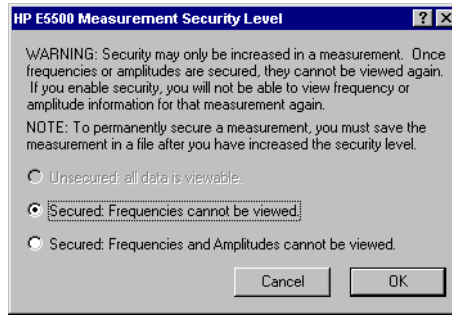 HP E5500 Measurement Security Level
WARNING: Security may only be increased in a measurement. Once
frequencies or amplitudes are secured, they cannot be viewed again.
If you enable security, you will not be able to view frequency or
amplitude information for that measurement again.
NOTE: To permanently secure a measurement, you must save the
measurement in a file after you have increased the security level.
Unsecured: all data is viewable.
Secured: Frequencies cannot be viewed.
Secured: Frequencies and Amplitudes cannot be viewed.
Cancel OK